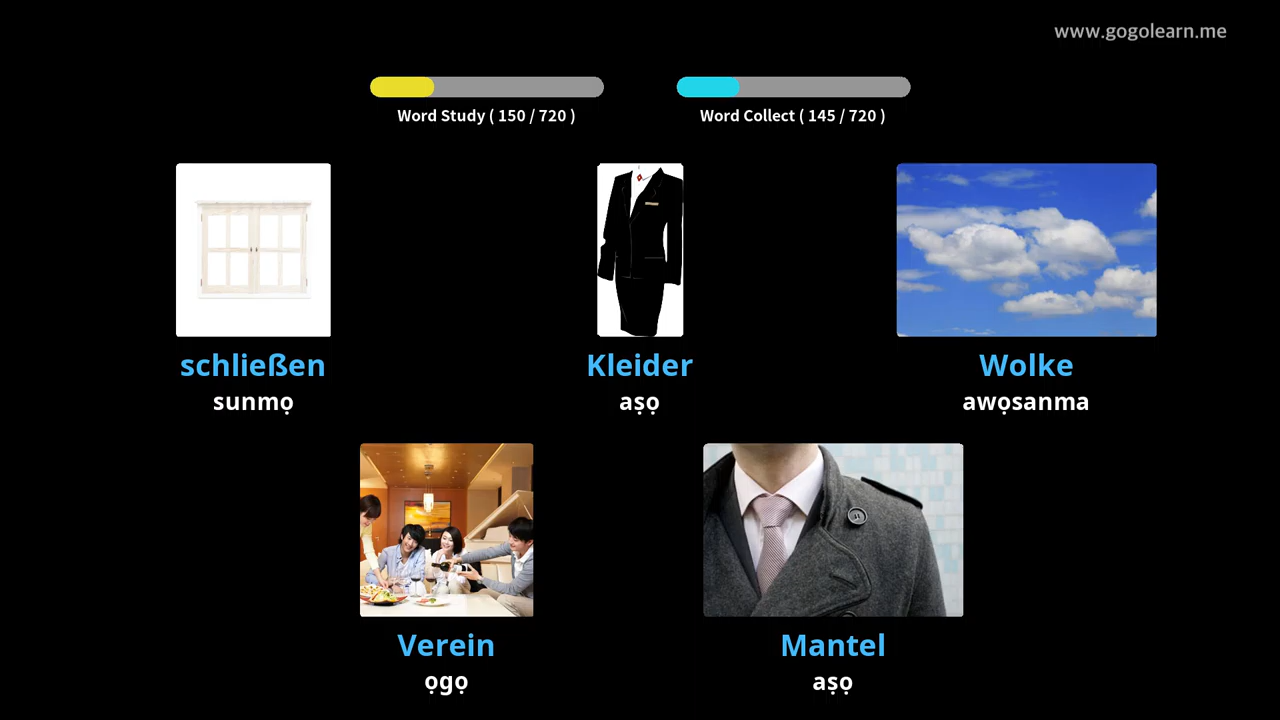 www.gogolearn.me
Word Study ( 150 / 720 )
Word Collect ( 145 / 720 )
schließen
sunmọ
Kleider
aṣọ
Wolke
awọsanma
Verein
ọgọ
Mantel
aṣọ